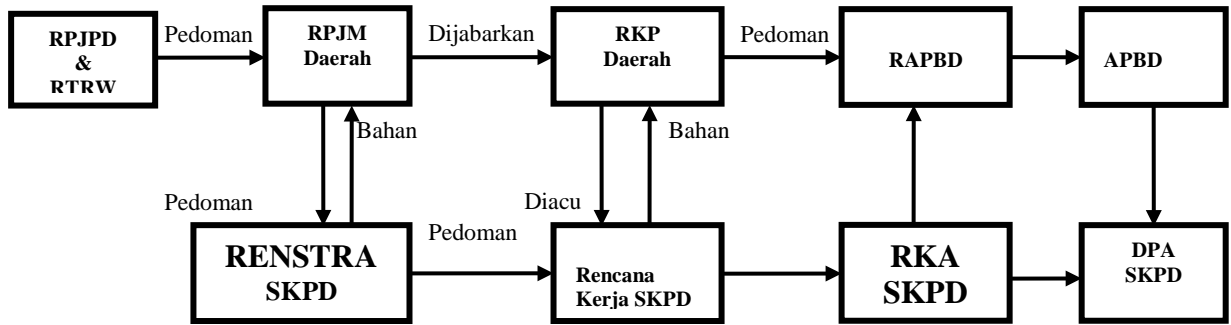 RPJPD
&
RTRW
Pedoman
RPJM
Daerah
Dijabarkan
RKP
Daerah
Pedoman
RAPBD
APBD
Bahan
Bahan
Pedoman
Diacu
RENSTRA
SKPD
Pedoman
Rencana
Kerja SKPD
RKA
SKPD
DPA
SKPD